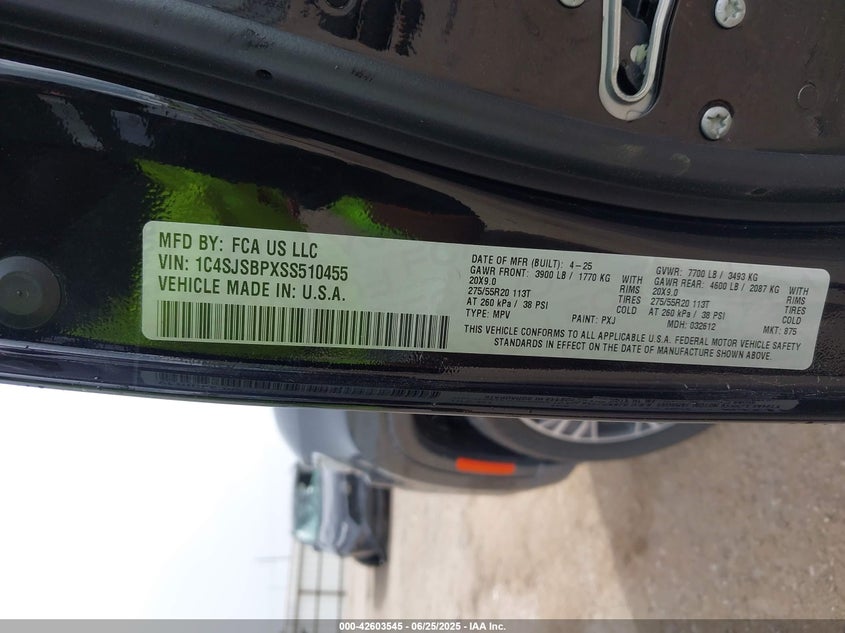 MFD BY: FCA US LLC
VIN: 1C4SJSBPXSS510455
VEHICLE MADE IN: U.S.A.
DATE OF MFR (BUILT): 4-25
GVWR: 7700 LB / 3493 KG
GAWR FRONT: 3900 LB / 1770 KG WITH
GAWR REAR: 4600 LB / 2087 KG WITH
20X9.0 RIMS
20X9.0 RIMS
275/55R20 113T TIRES
275/55R20 113T TIRES
AT 260 kPa / 38 PSI COLD
AT 260 kPa / 38 PSI COLD
TYPE: MPV PAINT: PXJ MDH: 032612 MKT: 875
THIS VEHICLE CONFORMS TO ALL APPLICABLE U.S.A. FEDERAL MOTOR VEHICLE SAFETY
STANDARDS IN EFFECT ON THE DATE OF MANUFACTURE SHOWN ABOVE.
000-42603545 - 06/25/2025 - IAA Inc.